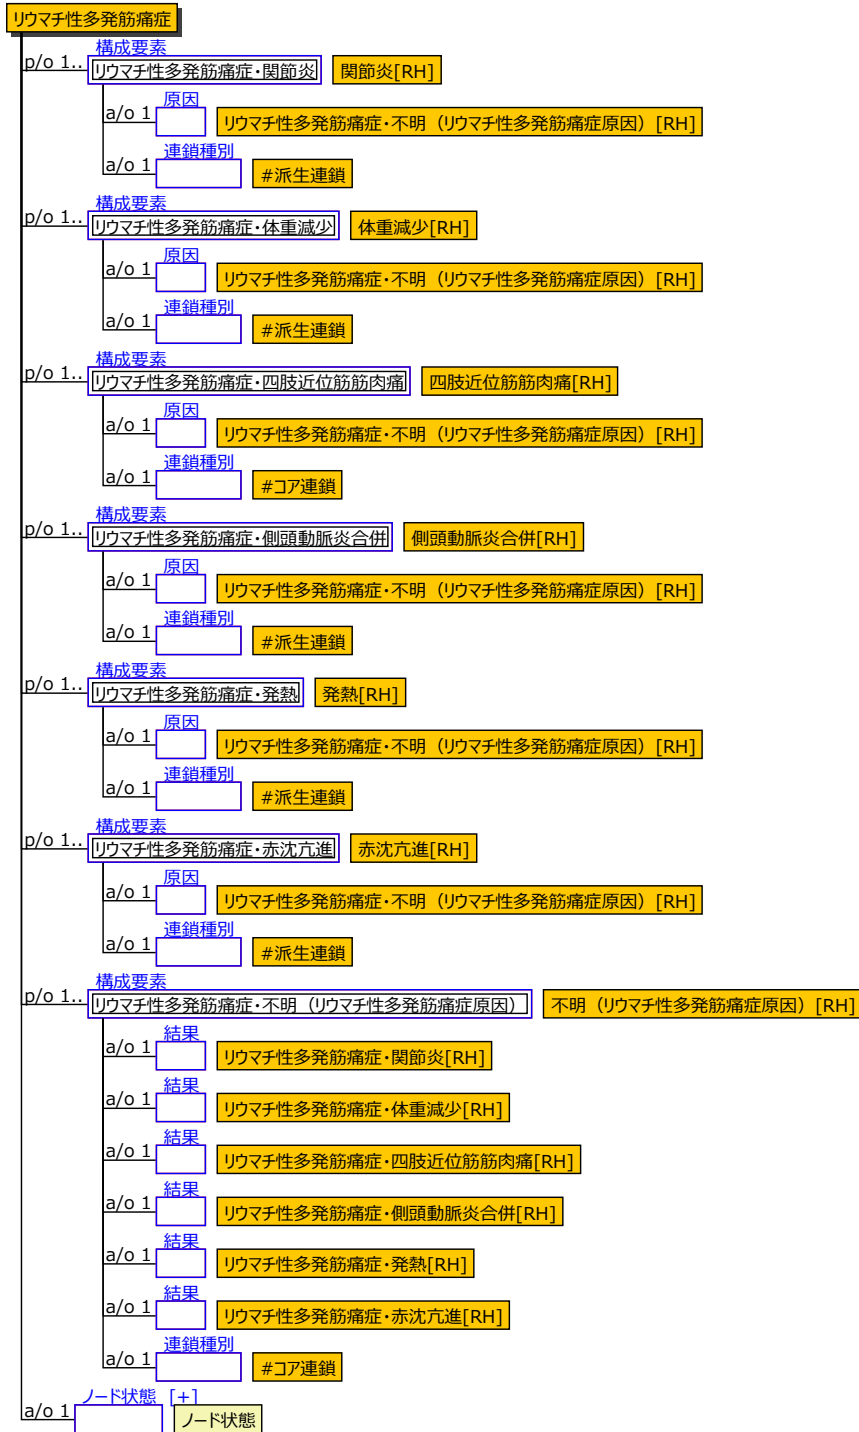 リウマチ性多発筋痛症
構成要素
p/o 1.. リウマチ性多発筋痛症・関節炎 関節炎[RH]
原因
a/o 1 リウマチ性多発筋痛症・不明（リウマチ性多発筋痛症原因）[RH]
連鎖種別
a/o 1 #派生連鎖
構成要素
p/o 1.. リウマチ性多発筋痛症・体重減少 体重減少[RH]
原因
a/o 1 リウマチ性多発筋痛症・不明（リウマチ性多発筋痛症原因）[RH]
連鎖種別
a/o 1 #派生連鎖
構成要素
p/o 1.. リウマチ性多発筋痛症・四肢近位筋筋肉痛 四肢近位筋筋肉痛[RH]
原因
a/o 1 リウマチ性多発筋痛症・不明（リウマチ性多発筋痛症原因）[RH]
連鎖種別
a/o 1 #コア連鎖
構成要素
p/o 1.. リウマチ性多発筋痛症・側頭動脈炎合併 側頭動脈炎合併[RH]
原因
a/o 1 リウマチ性多発筋痛症・不明（リウマチ性多発筋痛症原因）[RH]
連鎖種別
a/o 1 #派生連鎖
構成要素
p/o 1.. リウマチ性多発筋痛症・発熱 発熱[RH]
原因
a/o 1 リウマチ性多発筋痛症・不明（リウマチ性多発筋痛症原因）[RH]
連鎖種別
a/o 1 #派生連鎖
構成要素
p/o 1.. リウマチ性多発筋痛症・赤沈亢進 赤沈亢進[RH]
原因
a/o 1 リウマチ性多発筋痛症・不明（リウマチ性多発筋痛症原因）[RH]
連鎖種別
a/o 1 #派生連鎖
構成要素
p/o 1.. リウマチ性多発筋痛症・不明（リウマチ性多発筋痛症原因） 不明（リウマチ性多発筋痛症原因）[RH]
結果
a/o 1 リウマチ性多発筋痛症・関節炎[RH]
結果
a/o 1 リウマチ性多発筋痛症・体重減少[RH]
結果
a/o 1 リウマチ性多発筋痛症・四肢近位筋筋肉痛[RH]
結果
a/o 1 リウマチ性多発筋痛症・側頭動脈炎合併[RH]
結果
a/o 1 リウマチ性多発筋痛症・発熱[RH]
結果
a/o 1 リウマチ性多発筋痛症・赤沈亢進[RH]
連鎖種別
a/o 1 #コア連鎖
ノード状態 [+]
a/o 1 ノード状態